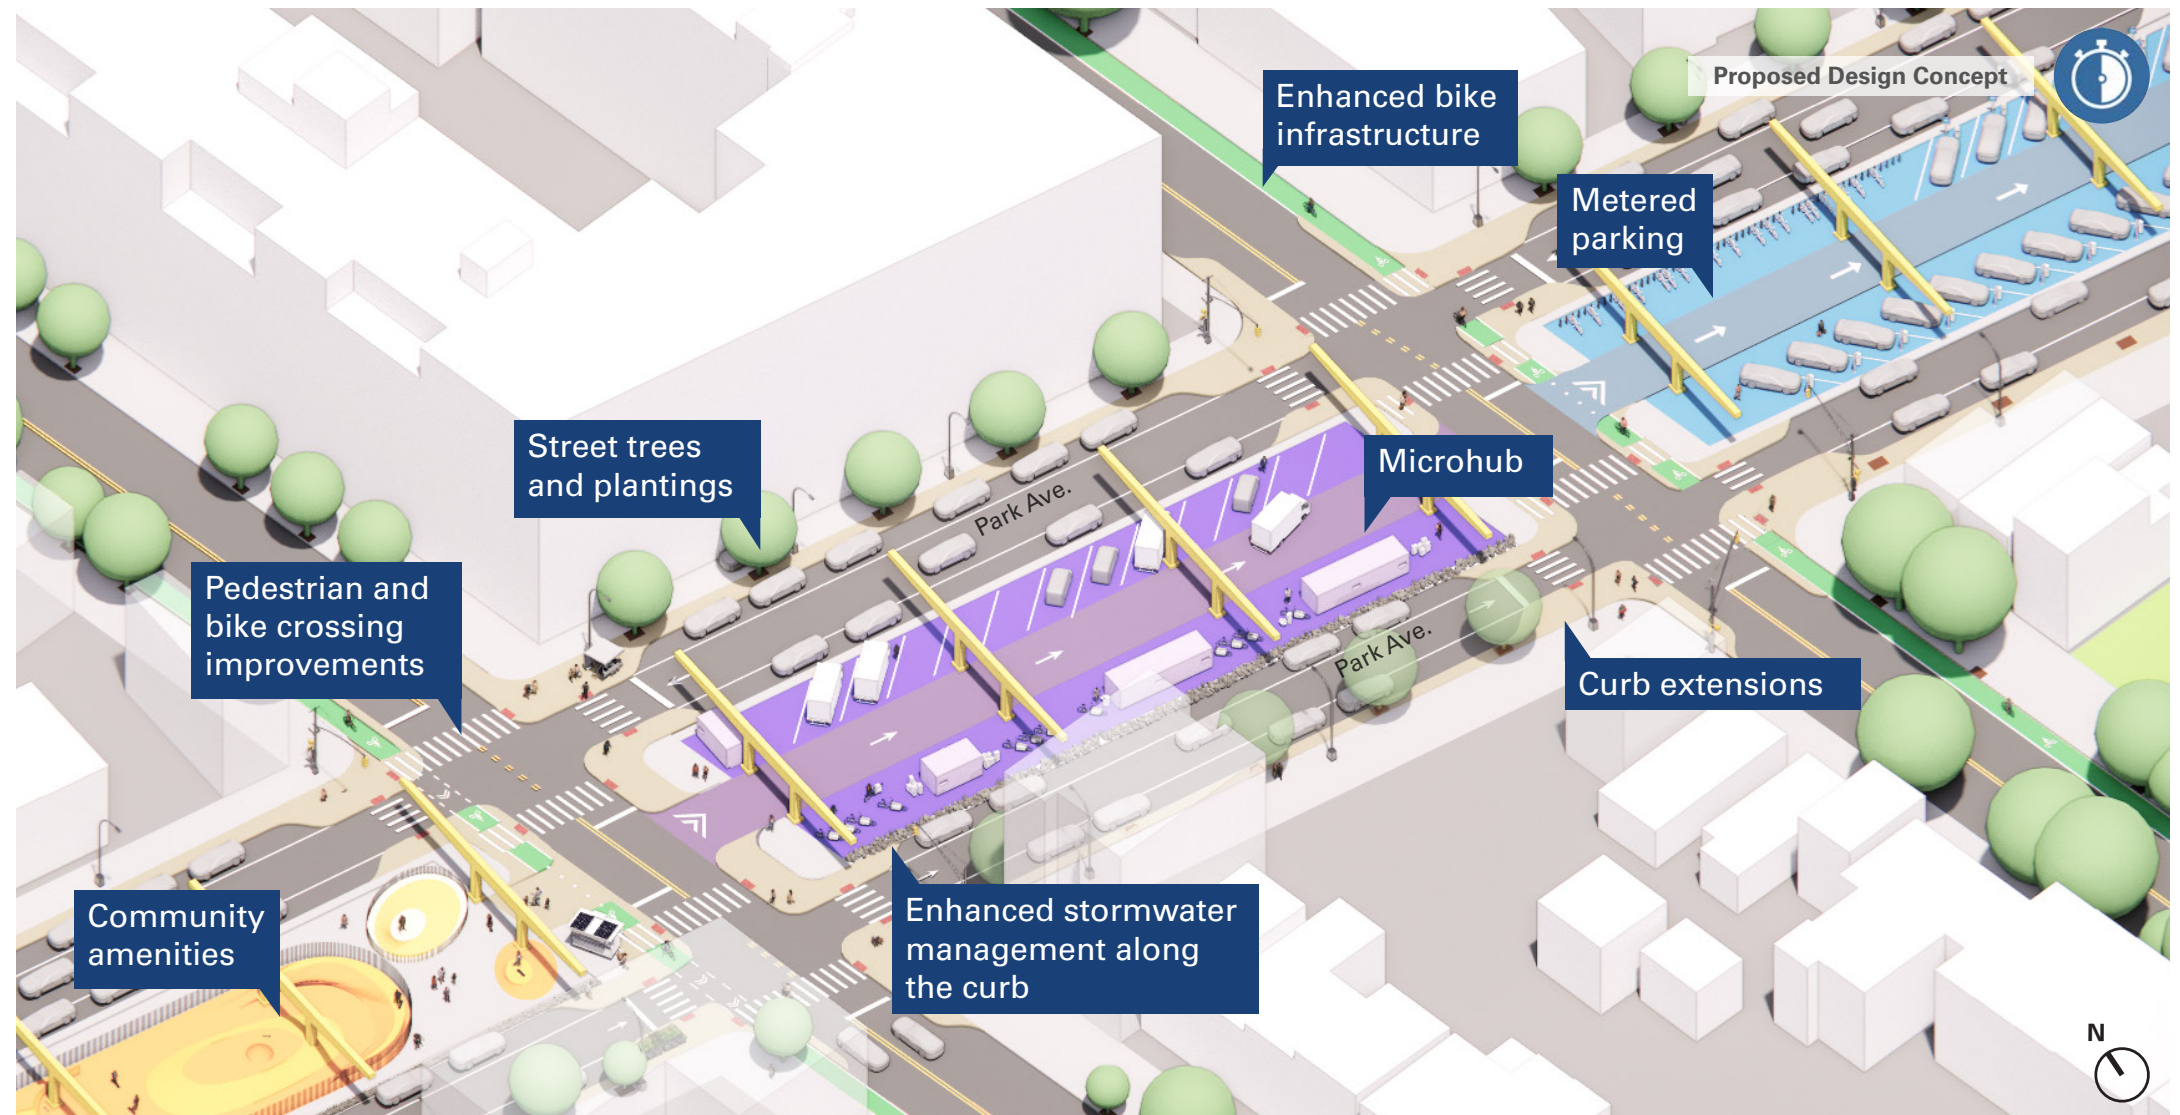 Proposed Design Concept
Enhanced bike
infrastructure
Metered
parking
Street trees
and plantings
Microhub
Park Ave.
Pedestrian and
bike crossing
improvements
Park Ave.
Curb extensions
Community
amenities
Enhanced stormwater
management along
the curb
N